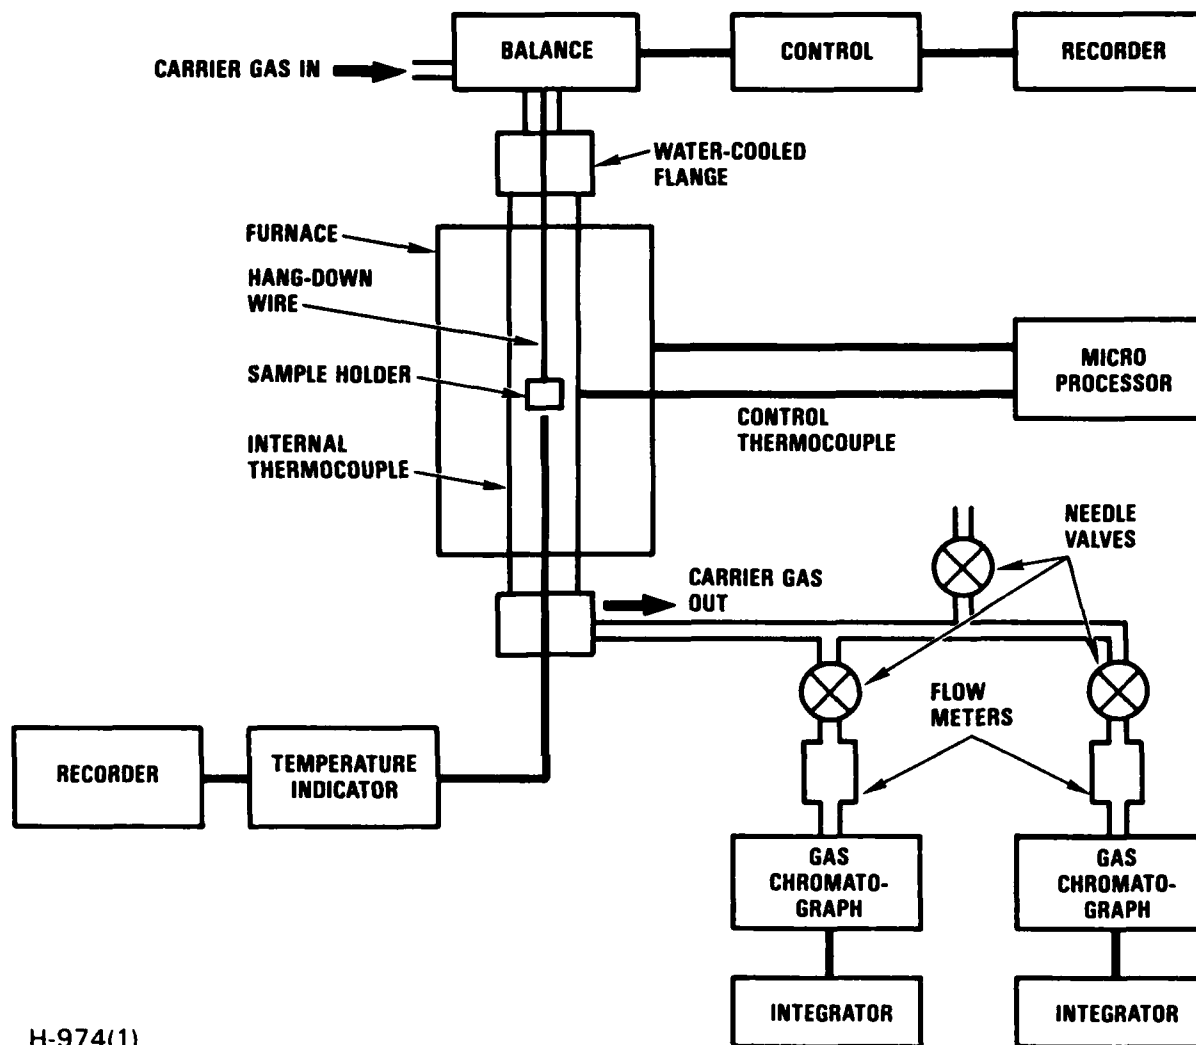 BALANCE
CONTROL
RECORDER
CARRIER GAS IN
WATER-COOLED
FLANGE
FURNACE
HANG-DOWN
WIRE
SAMPLE HOLDER
INTERNAL
THERMOCOUPLE
MICRO
PROCESSOR
CONTROL
THERMOCOUPLE
NEEDLE
VALVES
CARRIER GAS
OUT
FLOW
METERS
RECORDER
TEMPERATURE
INDICATOR
GAS
CHROMATO-
GRAPH
GAS
CHROMATO-
GRAPH
INTEGRATOR
INTEGRATOR
H-974(1)